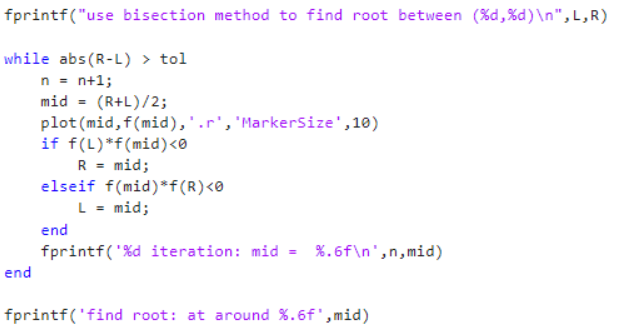 fprintf("use bisection method to find root between (%d,%d)\n",L,R)
while abs(R-L) > tol
    n = n+1;
    mid = (R+L)/2;
    plot(mid,f(mid),'.r','MarkerSize',10)
    if f(L)*f(mid)<0
        R = mid;
    elseif f(mid)*f(R)<0
        L = mid;
    end
    fprintf('%d iteration: mid =  %.6f\n',n,mid)
end
fprintf('find root: at around %.6f',mid)